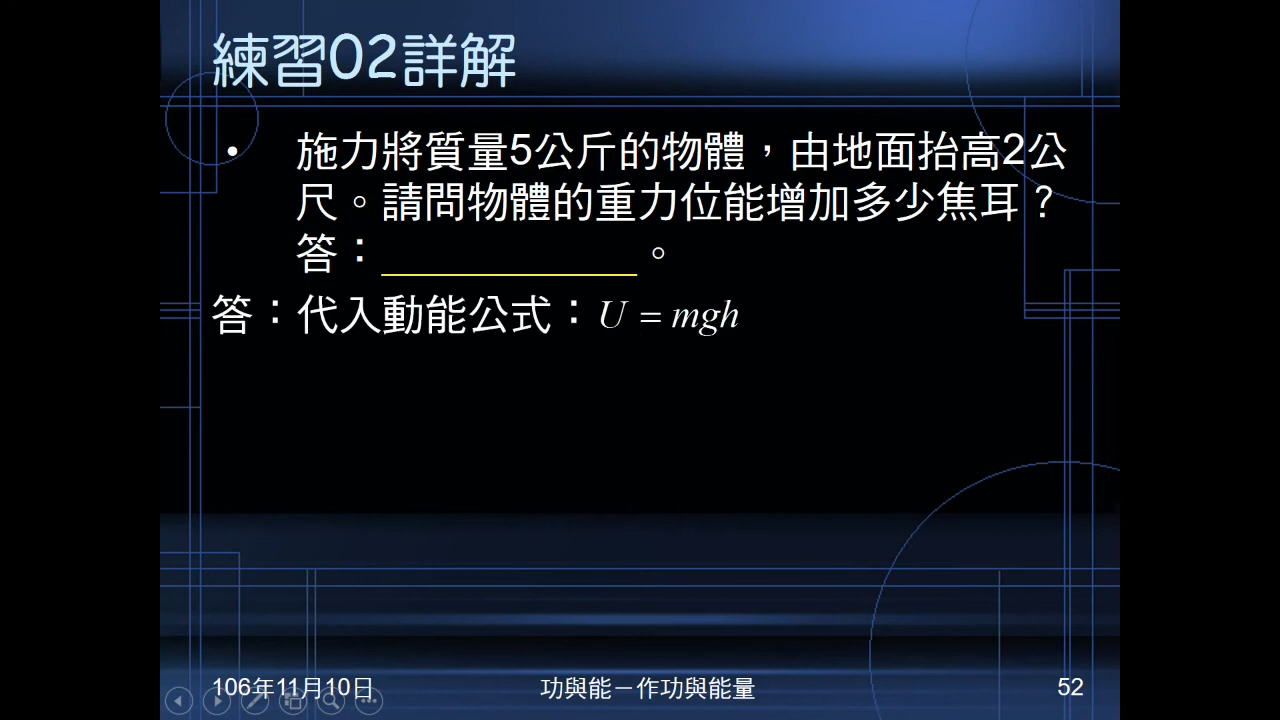 練習02詳解
• 施力將質量5公斤的物體，由地面抬高2公
尺。請問物體的重力位能增加多少焦耳？
答：____________。
答：代入動能公式：U = mgh
106年11月10日 功與能－作功與能量 52